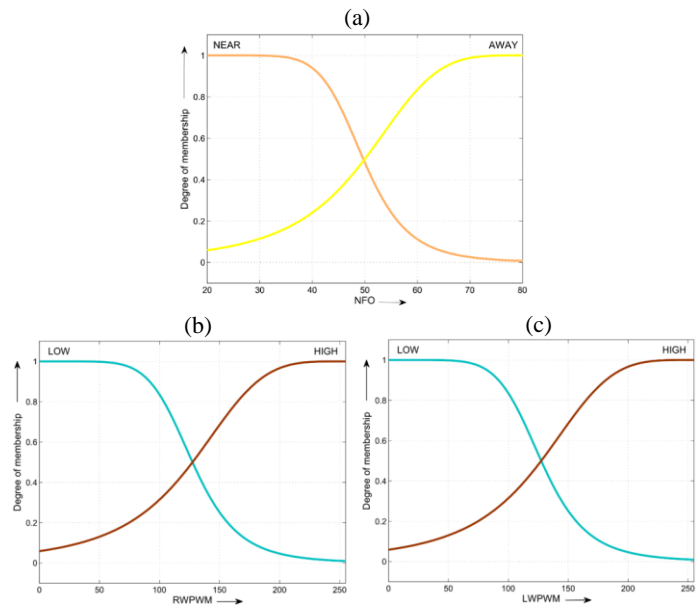 (a)
NEAR AWAY
Degree of membership
1
0.8
0.6
0.4
0.2
0
20 30 40 50 60 70 80
NFO
(b)
LOW HIGH
Degree of membership
1
0.8
0.6
0.4
0.2
0
0 50 100 150 200 250
RWPWM
(c)
LOW HIGH
Degree of membership
1
0.8
0.6
0.4
0.2
0
0 50 100 150 200 250
LWPWM